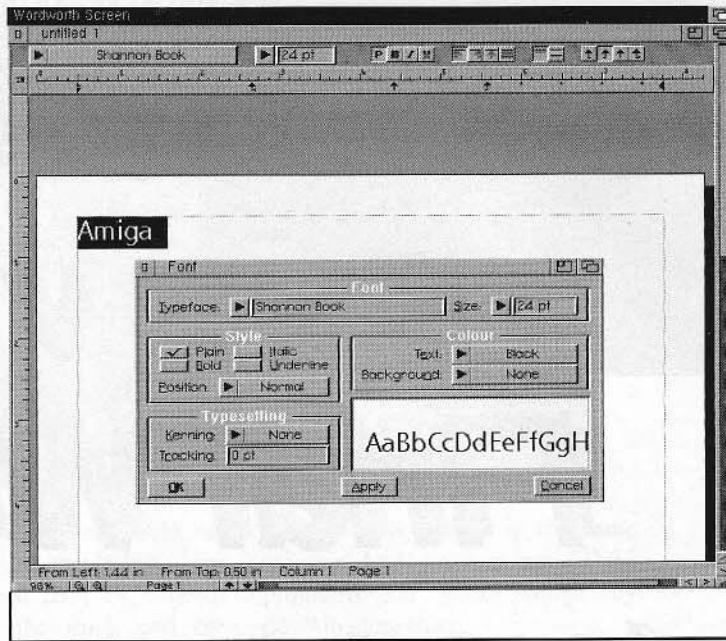 Wordworth Screen
untitled 1
Shannon Book 24 pt P B I U
Amiga
Font
Font
Typeface: Shannon Book Size: 24 pt
Style
Plain Italic
Bold Underline
Position: Normal
Colour
Text: Black
Background: None
Typesetting
Kerning: None
Tracking: 0 pt
AaBbCcDdEeFfGgH
OK Apply Cancel
From Left: 1.44 in From Top: 0.50 in Column 1 Page 1
Page 1